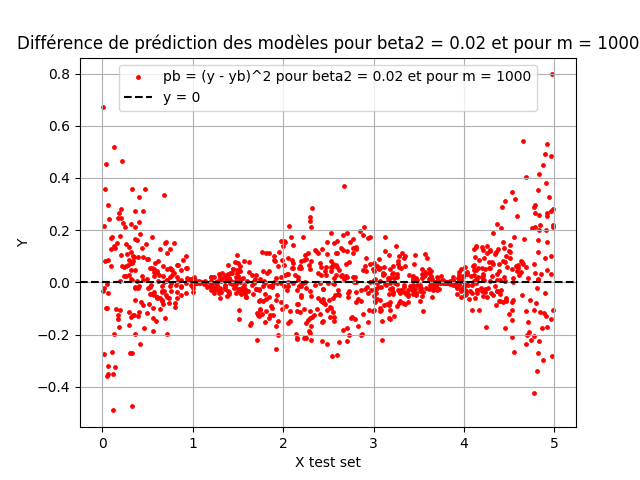 Différence de prédiction des modèles pour beta2 = 0.02 et pour m = 1000
pb = (y - yb)^2 pour beta2 = 0.02 et pour m = 1000
y = 0
0.8
0.6
0.4
0.2
0.0
−0.2
−0.4
Y
0 1 2 3 4 5
X test set